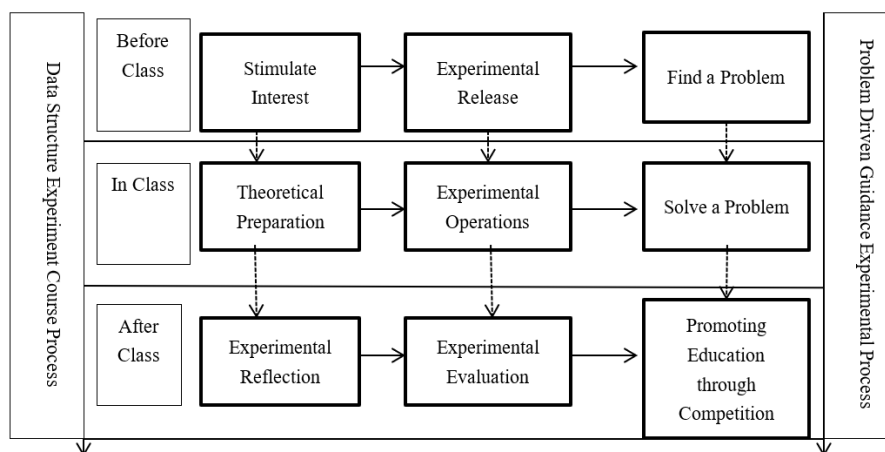 Data Structure Experiment Course Process
Before
Class
Stimulate
Interest
Experimental
Release
Find a Problem
In Class
Theoretical
Preparation
Experimental
Operations
Solve a Problem
After
Class
Experimental
Reflection
Experimental
Evaluation
Promoting
Education
through
Competition
Problem Driven Guidance Experimental Process